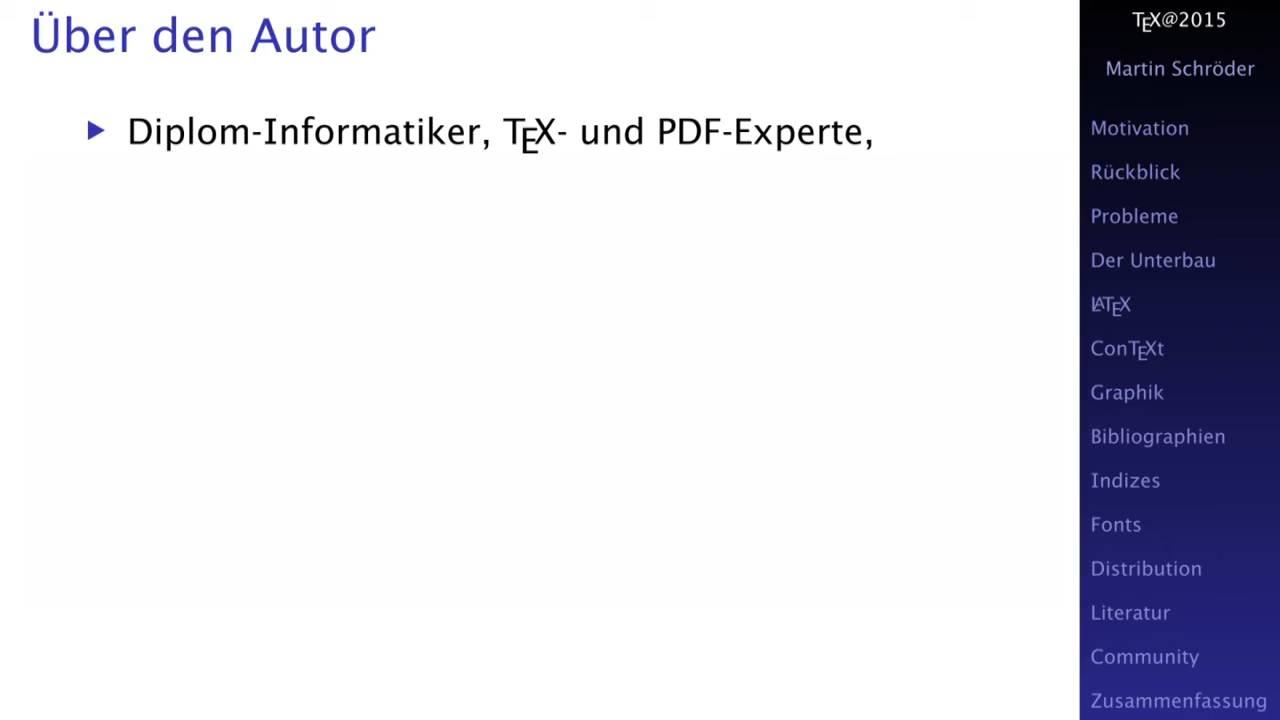 Über den Autor
▶ Diplom-Informatiker, TEX- und PDF-Experte,
TEX@2015
Martin Schröder
Motivation
Rückblick
Probleme
Der Unterbau
LATEX
ConTEXt
Graphik
Bibliographien
Indizes
Fonts
Distribution
Literatur
Community
Zusammenfassung